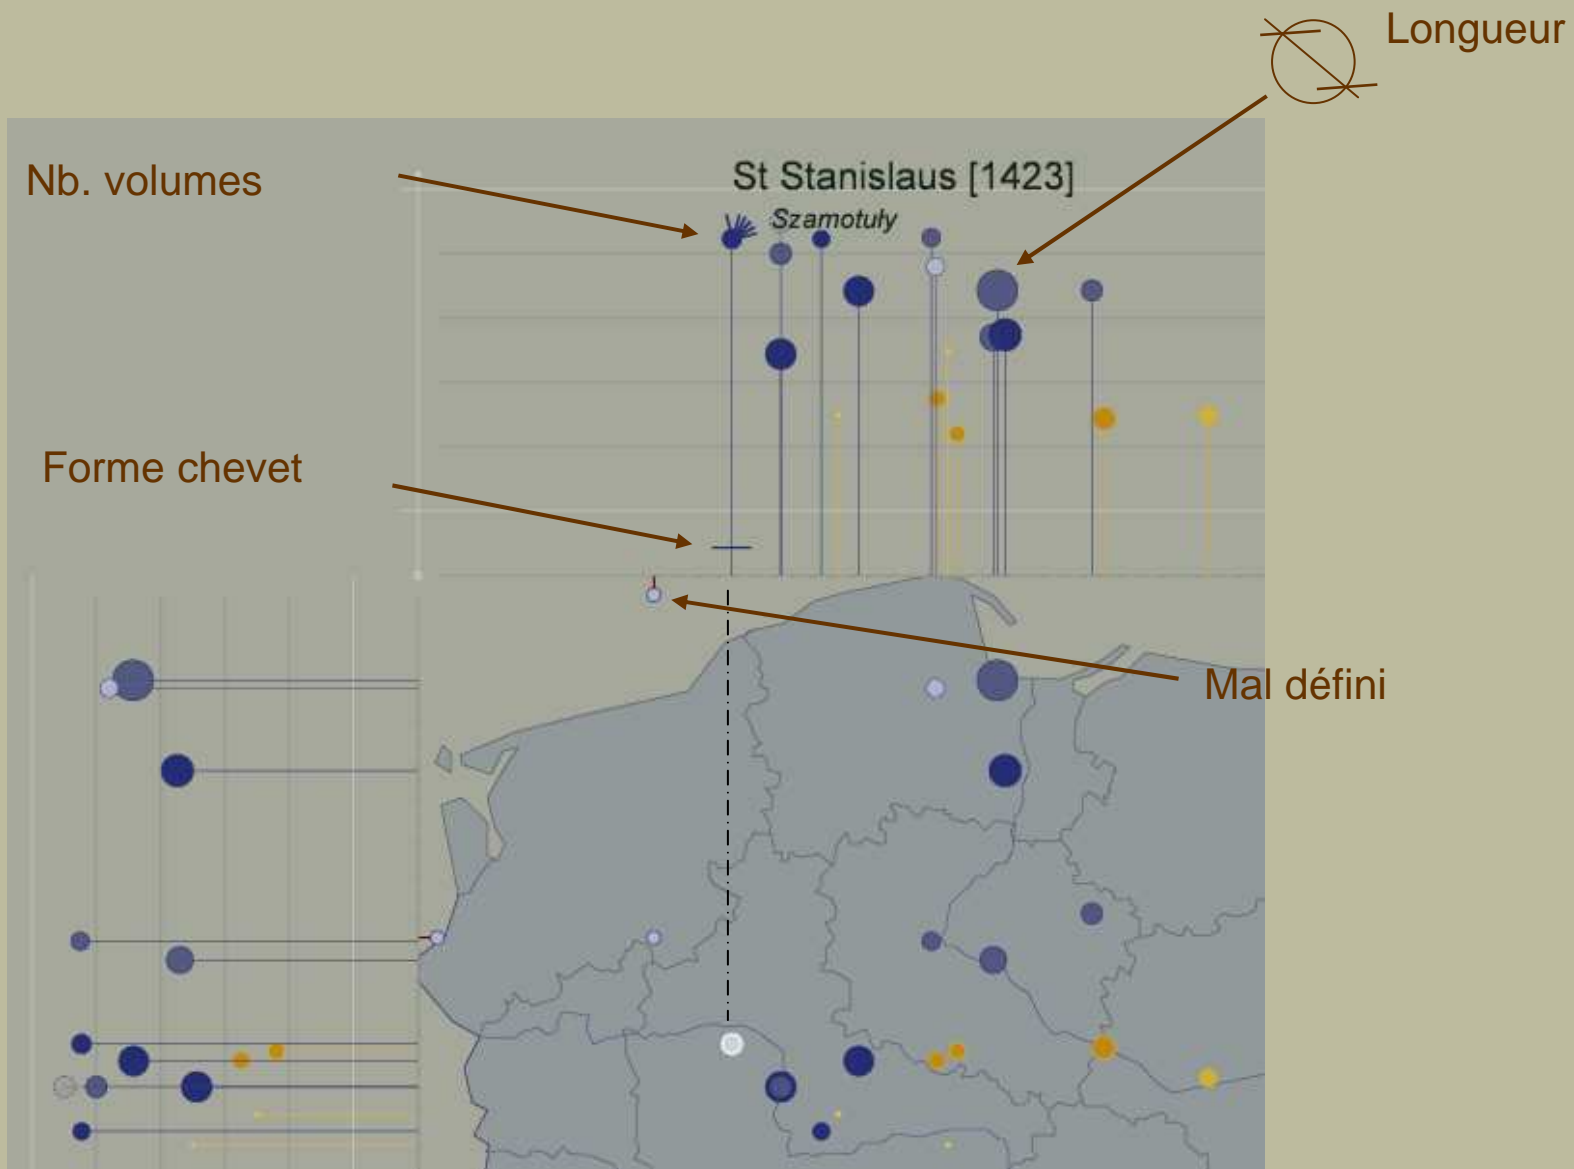 Longueur
Nb. volumes
St Stanislaus [1423]
Szamotuły
Forme chevet
Mal défini